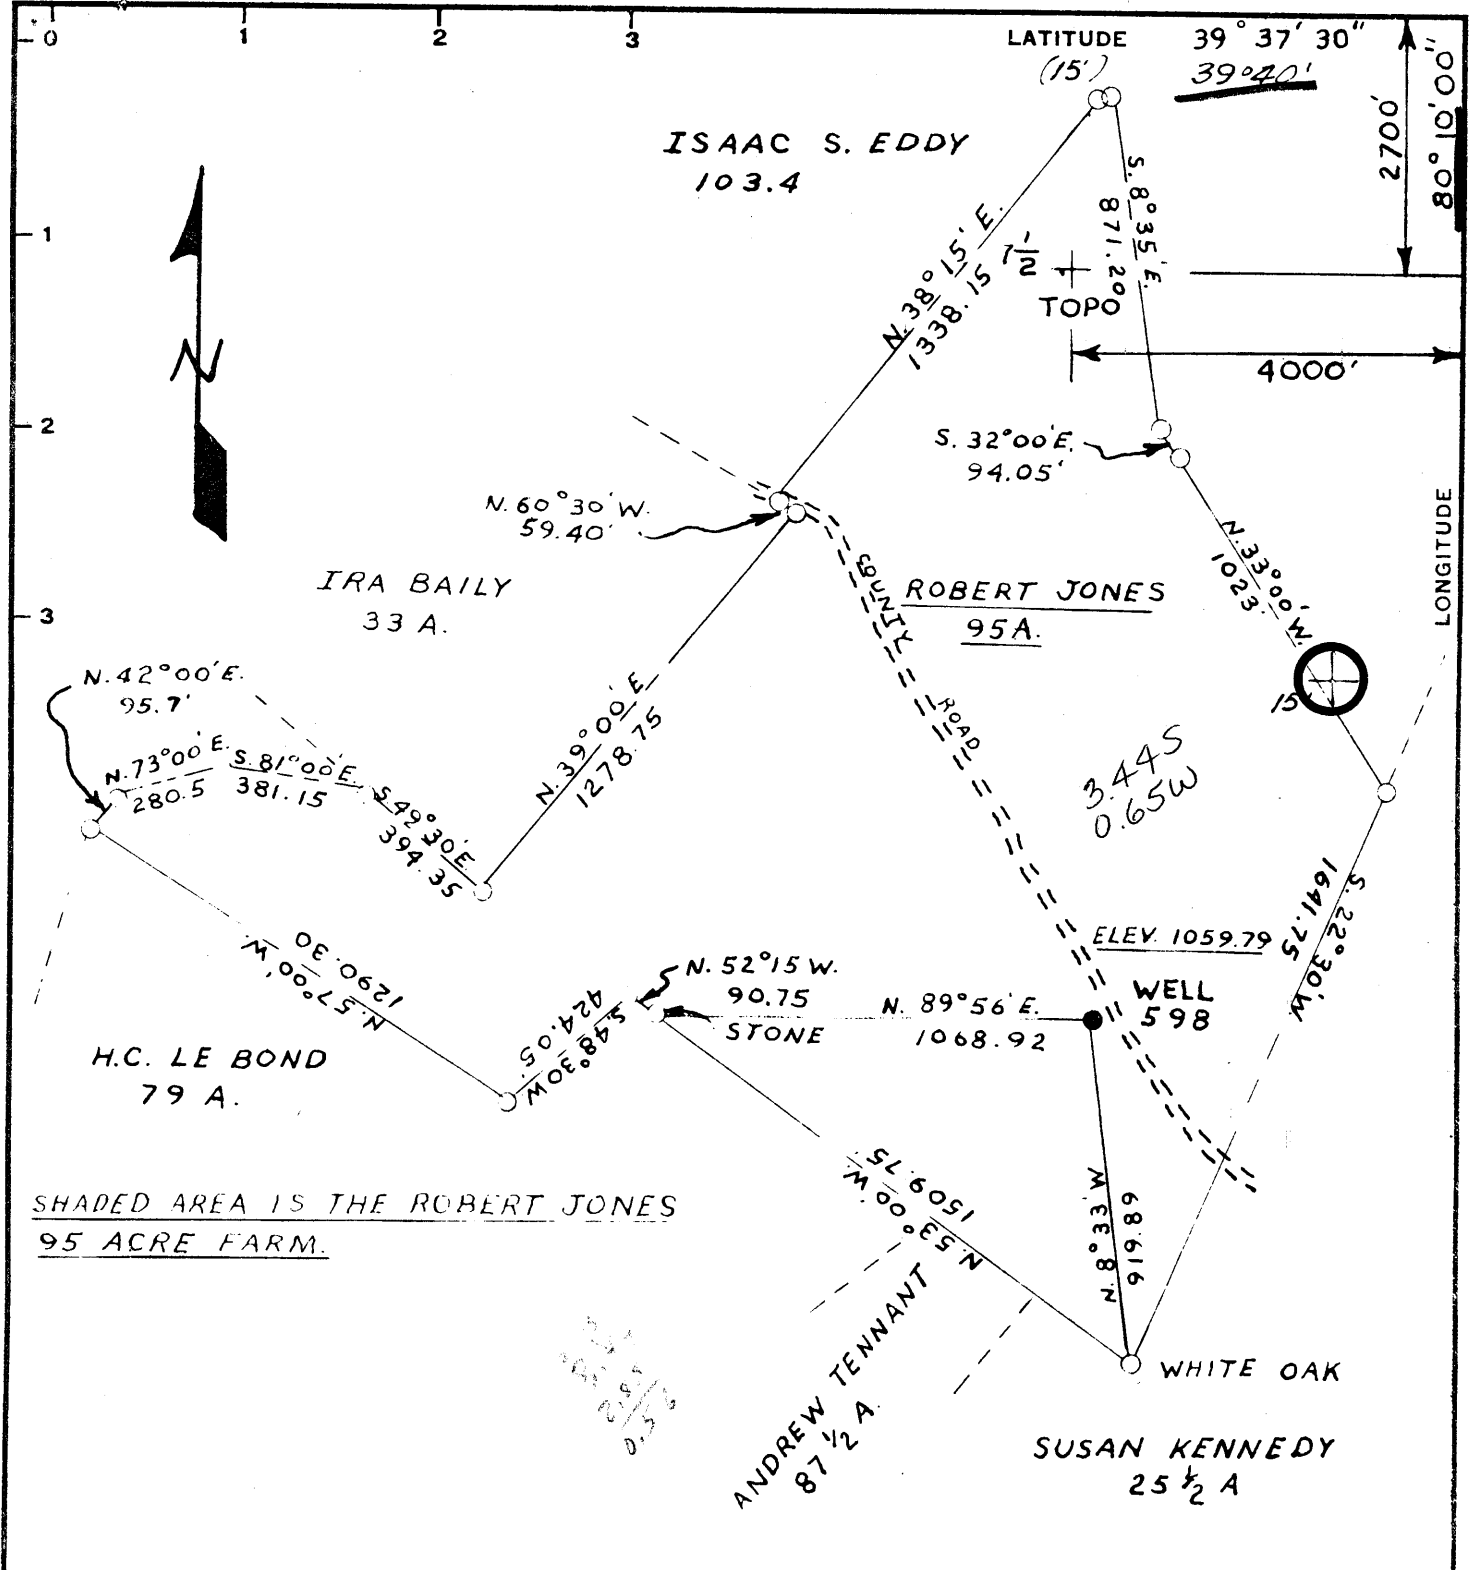 0 1 2 3
1
2
3
LATITUDE 39° 37' 30"
(15') 39°40'
2700'
80° 10' 00"
ISAAC S. EDDY
103.4
N. 38° 15' E.
1338.15
S. 8° 35' E.
871.20
7 1/2
TOPO
4000'
N
S. 32° 00' E.
94.05'
N. 60° 30' W.
59.40'
LONGITUDE
N. 33° 00' W.
1023.
IRA BAILY
33 A.
COUNTY ROAD
ROBERT JONES
95 A.
15'
N. 42° 00' E.
95.7'
N. 73° 00' E.
280.5
S. 81° 00' E.
381.15
S. 49° 30' E.
394.35
N. 39° 00' E
1278.75
3.44S
0.65W
S. 22° 30' W.
1641.75
ELEV. 1059.79
N. 57° 00' W.
1290.30
N. 52° 15 W.
90.75
STONE
N. 89° 56' E.
1068.92
WELL
598
S. 48° 30 W.
424.05'
H.C. LE BOND
79 A.
N. 8° 33' W
919.89
N. 53° 00' W.
1509.75
SHADED AREA IS THE ROBERT JONES
95 ACRE FARM.
ANDREW TENNANT
87 1/2 A.
WHITE OAK
SUSAN KENNEDY
25 1/2 A